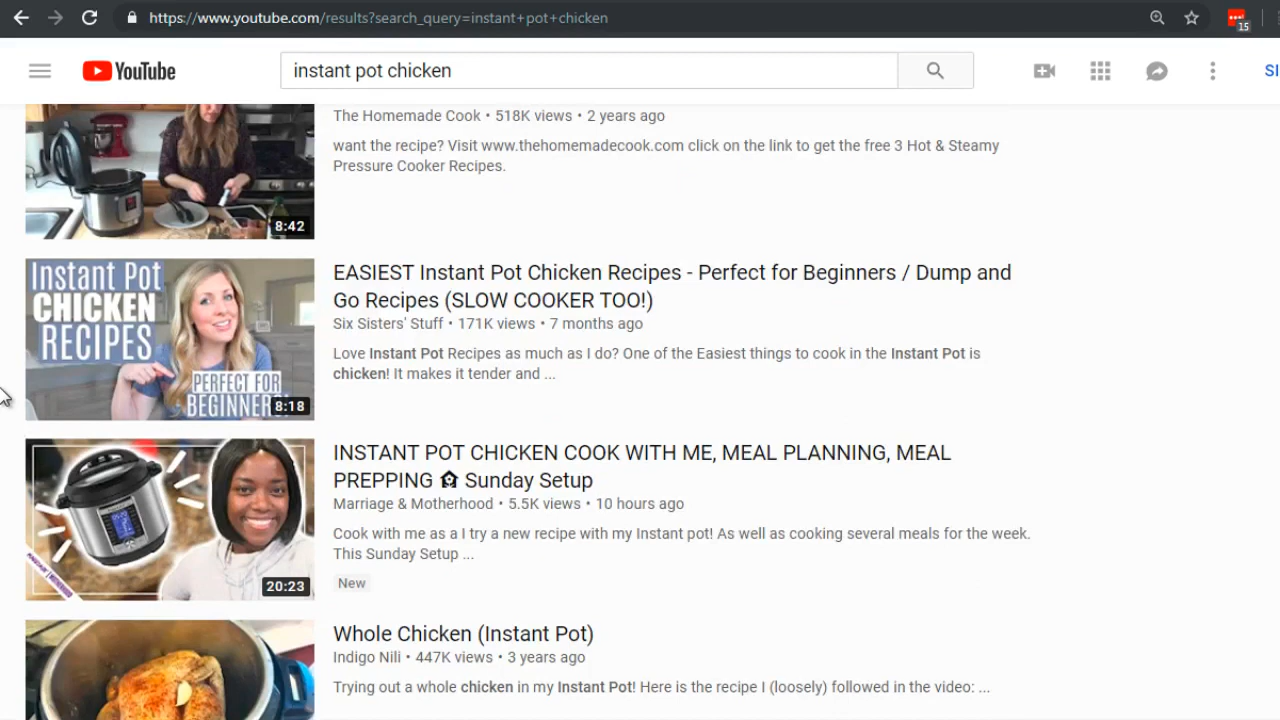 https://www.youtube.com/results?search_query=instant+pot+chicken
15
YouTube
instant pot chicken
SI
The Homemade Cook • 518K views • 2 years ago
want the recipe? Visit www.thehomemadecook.com click on the link to get the free 3 Hot & Steamy
Pressure Cooker Recipes.
8:42
Instant Pot
CHICKEN
RECIPES
PERFECT FOR
BEGINNERS
8:18
EASIEST Instant Pot Chicken Recipes - Perfect for Beginners / Dump and
Go Recipes (SLOW COOKER TOO!)
Six Sisters' Stuff • 171K views • 7 months ago
Love Instant Pot Recipes as much as I do? One of the Easiest things to cook in the Instant Pot is
chicken! It makes it tender and ...
20:23
INSTANT POT CHICKEN COOK WITH ME, MEAL PLANNING, MEAL
PREPPING 🏠 Sunday Setup
Marriage & Motherhood • 5.5K views • 10 hours ago
Cook with me as a I try a new recipe with my Instant pot! As well as cooking several meals for the week.
This Sunday Setup ...
New
Whole Chicken (Instant Pot)
Indigo Nili • 447K views • 3 years ago
Trying out a whole chicken in my Instant Pot! Here is the recipe I (loosely) followed in the video: ...